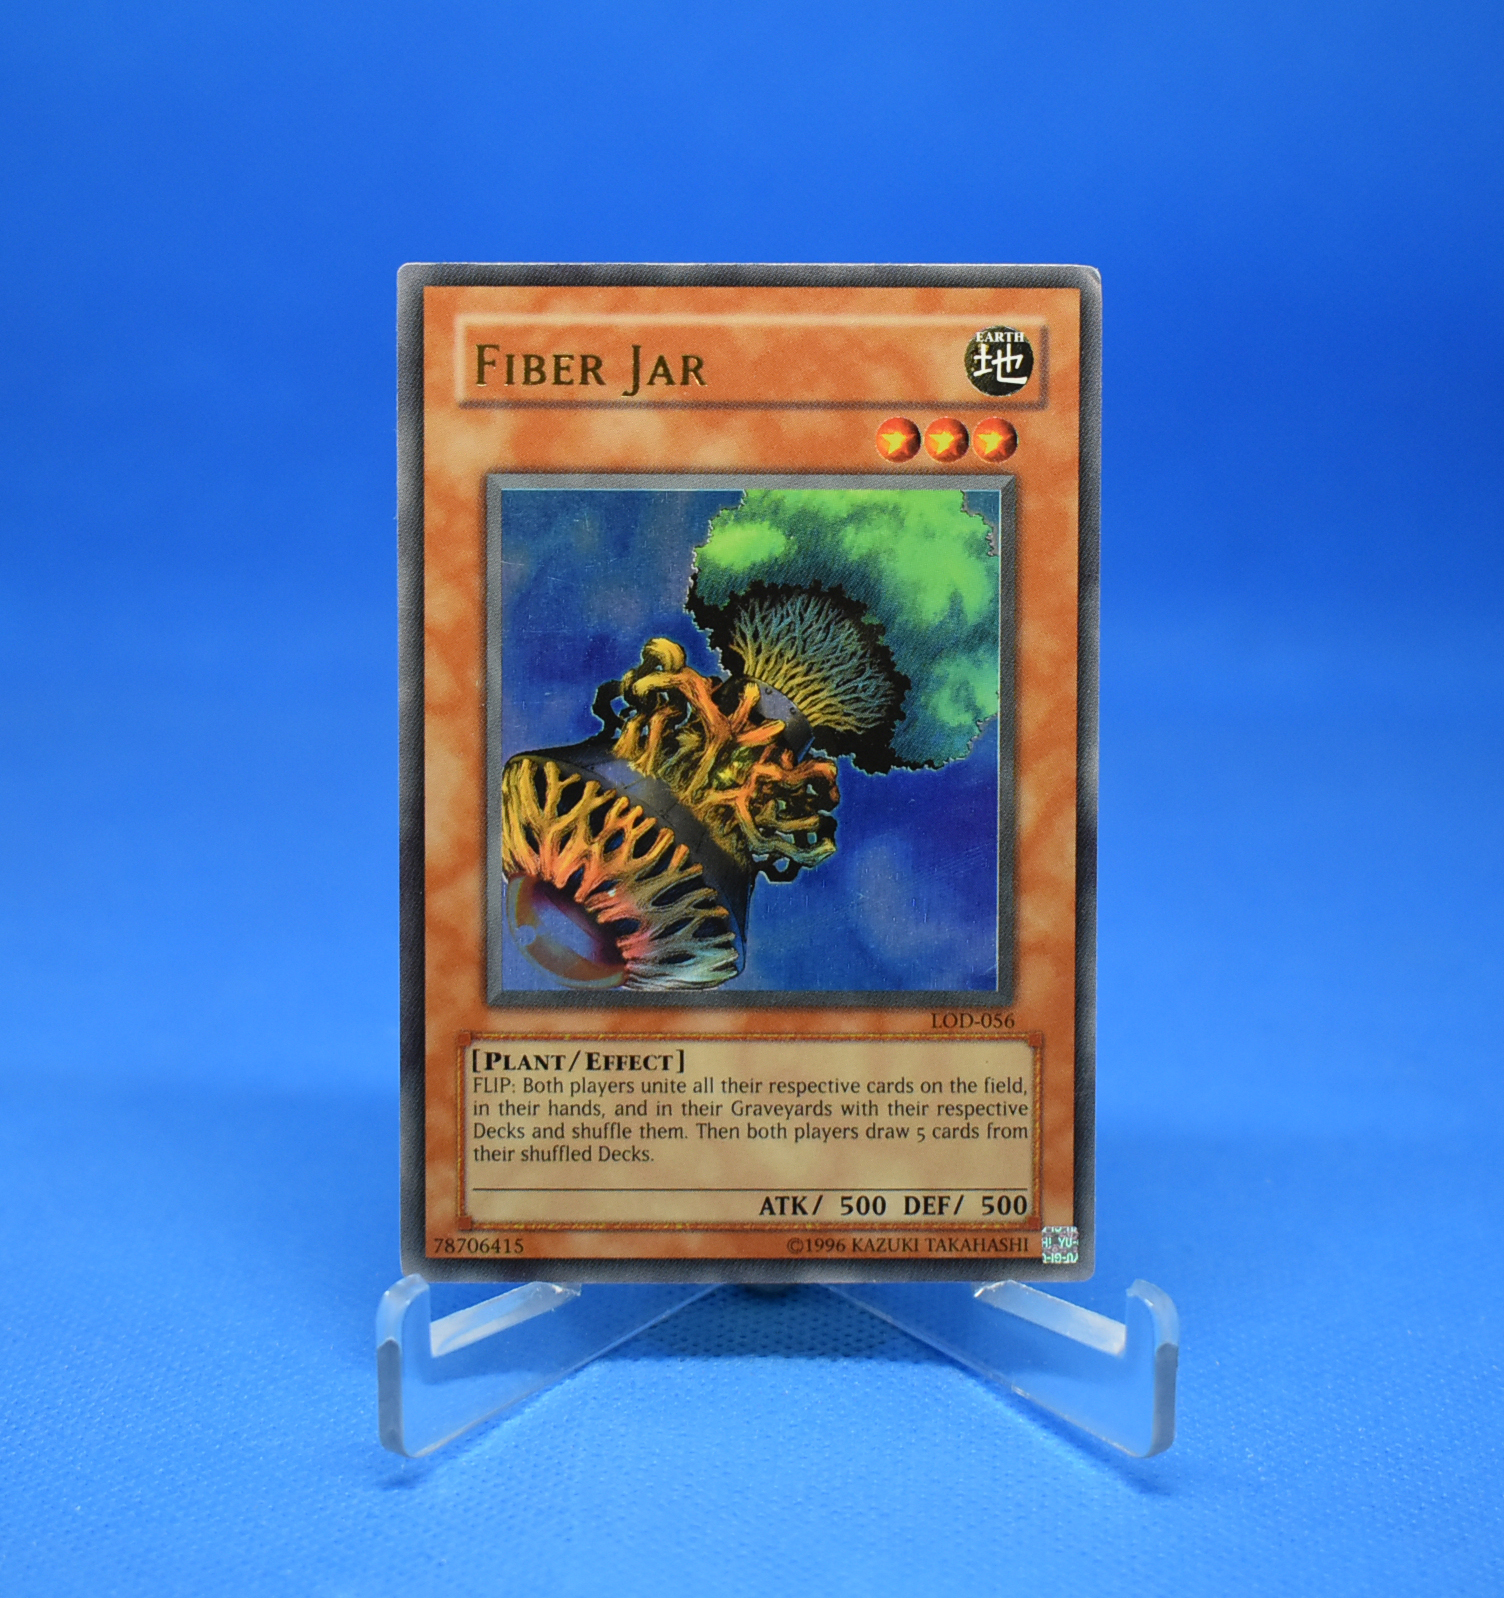 Fiber Jar
EARTH
地
LOD-056
[Plant/Effect]
FLIP: Both players unite all their respective cards on the field,
in their hands, and in their Graveyards with their respective
Decks and shuffle them. Then both players draw 5 cards from
their shuffled Decks.
ATK/ 500 DEF/ 500
78706415
©1996 KAZUKI TAKAHASHI